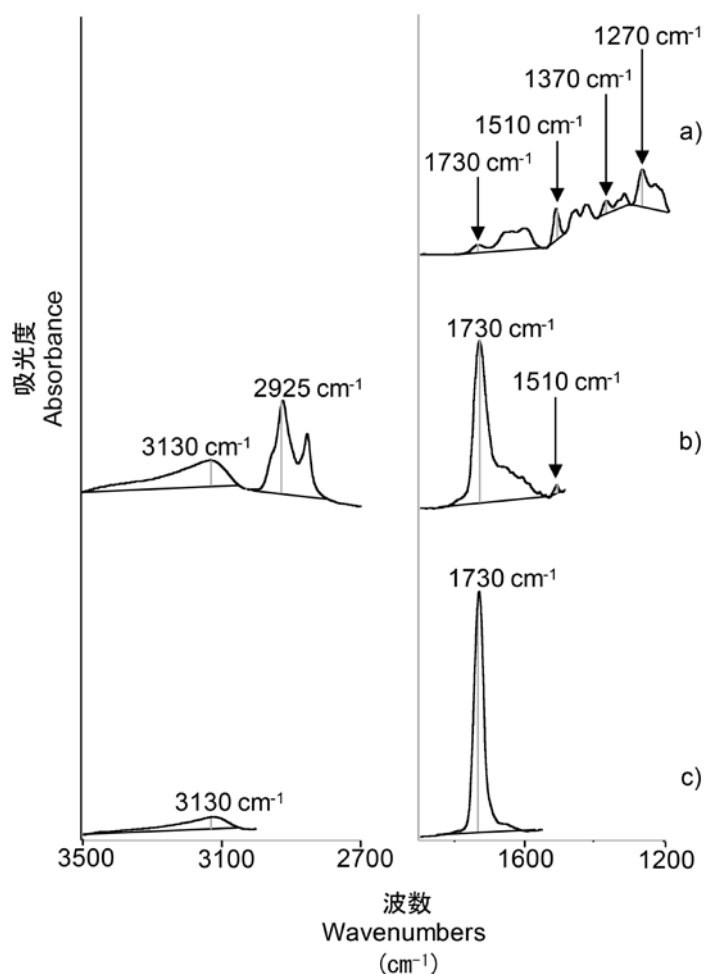 1270 cm⁻¹
1370 cm⁻¹
1510 cm⁻¹
1730 cm⁻¹
a)
1730 cm⁻¹
1510 cm⁻¹
2925 cm⁻¹
3130 cm⁻¹
b)
吸光度
Absorbance
1730 cm⁻¹
3130 cm⁻¹
c)
3500 3100 2700 1600 1200
波数
Wavenumbers
(cm⁻¹)